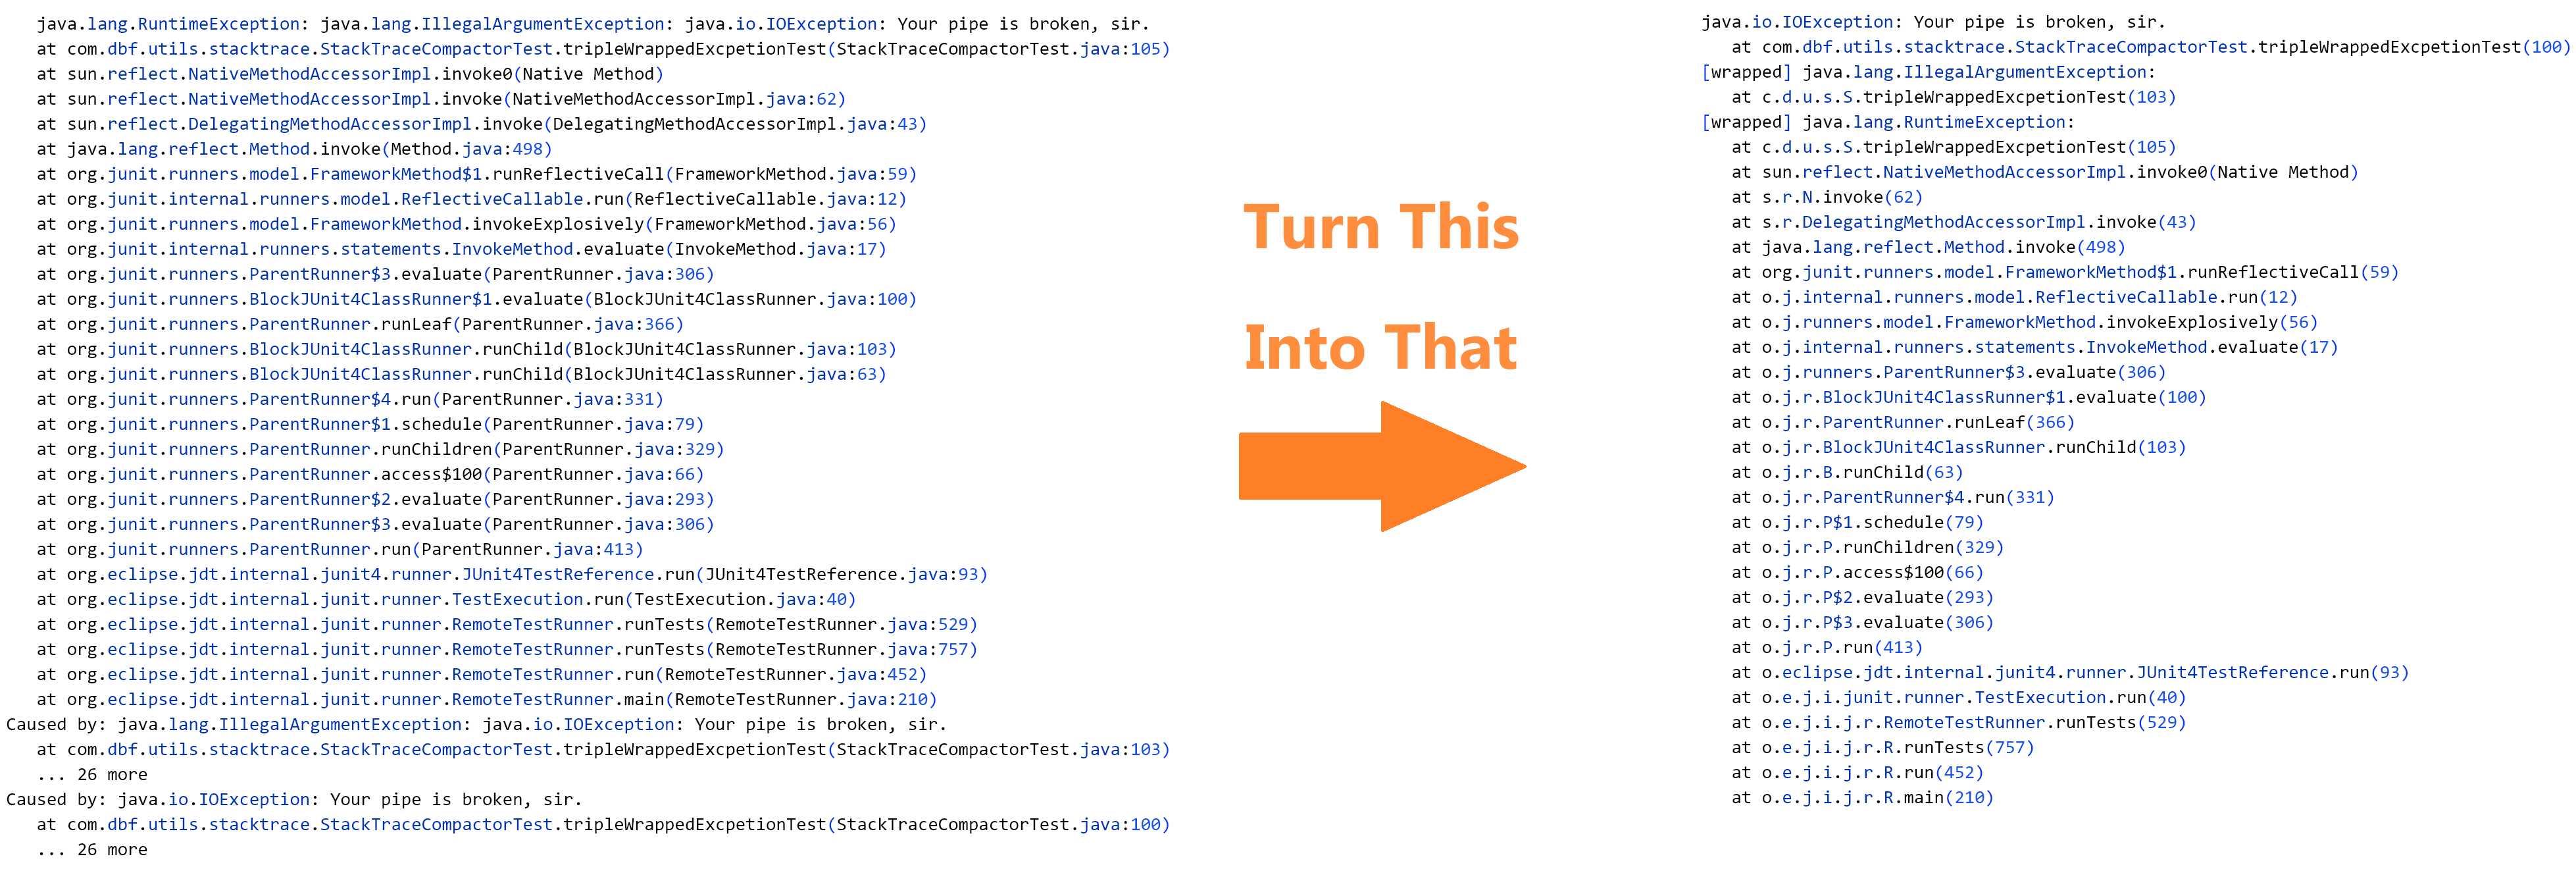 java.lang.RuntimeException: java.lang.IllegalArgumentException: java.io.IOException: Your pipe is broken, sir.
at com.dbf.utils.stacktrace.StackTraceCompactorTest.tripleWrappedExcpetionTest(StackTraceCompactorTest.java:105)
at sun.reflect.NativeMethodAccessorImpl.invoke0(Native Method)
at sun.reflect.NativeMethodAccessorImpl.invoke(NativeMethodAccessorImpl.java:62)
at sun.reflect.DelegatingMethodAccessorImpl.invoke(DelegatingMethodAccessorImpl.java:43)
at java.lang.reflect.Method.invoke(Method.java:498)
at org.junit.runners.model.FrameworkMethod$1.runReflectiveCall(FrameworkMethod.java:59)
at org.junit.internal.runners.model.ReflectiveCallable.run(ReflectiveCallable.java:12)
at org.junit.runners.model.FrameworkMethod.invokeExplosively(FrameworkMethod.java:56)
at org.junit.internal.runners.statements.InvokeMethod.evaluate(InvokeMethod.java:17)
at org.junit.runners.ParentRunner$3.evaluate(ParentRunner.java:306)
at org.junit.runners.BlockJUnit4ClassRunner$1.evaluate(BlockJUnit4ClassRunner.java:100)
at org.junit.runners.ParentRunner.runLeaf(ParentRunner.java:366)
at org.junit.runners.BlockJUnit4ClassRunner.runChild(BlockJUnit4ClassRunner.java:103)
at org.junit.runners.BlockJUnit4ClassRunner.runChild(BlockJUnit4ClassRunner.java:63)
at org.junit.runners.ParentRunner$4.run(ParentRunner.java:331)
at org.junit.runners.ParentRunner$1.schedule(ParentRunner.java:79)
at org.junit.runners.ParentRunner.runChildren(ParentRunner.java:329)
at org.junit.runners.ParentRunner.access$100(ParentRunner.java:66)
at org.junit.runners.ParentRunner$2.evaluate(ParentRunner.java:293)
at org.junit.runners.ParentRunner$3.evaluate(ParentRunner.java:306)
at org.junit.runners.ParentRunner.run(ParentRunner.java:413)
at org.eclipse.jdt.internal.junit4.runner.JUnit4TestReference.run(JUnit4TestReference.java:93)
at org.eclipse.jdt.internal.junit.runner.TestExecution.run(TestExecution.java:40)
at org.eclipse.jdt.internal.junit.runner.RemoteTestRunner.runTests(RemoteTestRunner.java:529)
at org.eclipse.jdt.internal.junit.runner.RemoteTestRunner.runTests(RemoteTestRunner.java:757)
at org.eclipse.jdt.internal.junit.runner.RemoteTestRunner.run(RemoteTestRunner.java:452)
at org.eclipse.jdt.internal.junit.runner.RemoteTestRunner.main(RemoteTestRunner.java:210)
Caused by: java.lang.IllegalArgumentException: java.io.IOException: Your pipe is broken, sir.
at com.dbf.utils.stacktrace.StackTraceCompactorTest.tripleWrappedExcpetionTest(StackTraceCompactorTest.java:103)
... 26 more
Caused by: java.io.IOException: Your pipe is broken, sir.
at com.dbf.utils.stacktrace.StackTraceCompactorTest.tripleWrappedExcpetionTest(StackTraceCompactorTest.java:100)
... 26 more
Turn This
Into That
java.io.IOException: Your pipe is broken, sir.
at com.dbf.utils.stacktrace.StackTraceCompactorTest.tripleWrappedExcpetionTest(100)
[wrapped] java.lang.IllegalArgumentException:
at c.d.u.s.S.tripleWrappedExcpetionTest(103)
[wrapped] java.lang.RuntimeException:
at c.d.u.s.S.tripleWrappedExcpetionTest(105)
at sun.reflect.NativeMethodAccessorImpl.invoke0(Native Method)
at s.r.N.invoke(62)
at s.r.DelegatingMethodAccessorImpl.invoke(43)
at java.lang.reflect.Method.invoke(498)
at org.junit.runners.model.FrameworkMethod$1.runReflectiveCall(59)
at o.j.internal.runners.model.ReflectiveCallable.run(12)
at o.j.runners.model.FrameworkMethod.invokeExplosively(56)
at o.j.internal.runners.statements.InvokeMethod.evaluate(17)
at o.j.runners.ParentRunner$3.evaluate(306)
at o.j.r.BlockJUnit4ClassRunner$1.evaluate(100)
at o.j.r.ParentRunner.runLeaf(366)
at o.j.r.BlockJUnit4ClassRunner.runChild(103)
at o.j.r.B.runChild(63)
at o.j.r.ParentRunner$4.run(331)
at o.j.r.P$1.schedule(79)
at o.j.r.P.runChildren(329)
at o.j.r.P.access$100(66)
at o.j.r.P$2.evaluate(293)
at o.j.r.P$3.evaluate(306)
at o.j.r.P.run(413)
at o.eclipse.jdt.internal.junit4.runner.JUnit4TestReference.run(93)
at o.e.j.i.junit.runner.TestExecution.run(40)
at o.e.j.i.j.r.RemoteTestRunner.runTests(529)
at o.e.j.i.j.r.R.runTests(757)
at o.e.j.i.j.r.R.run(452)
at o.e.j.i.j.r.R.main(210)